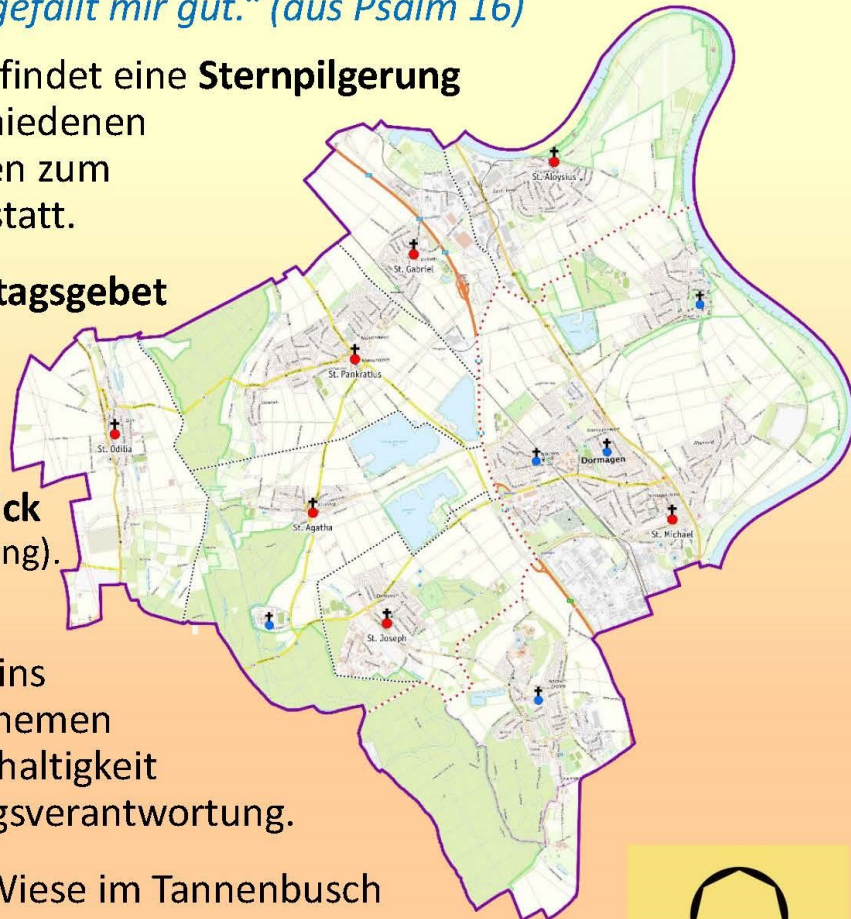 gefällt mir gut." (aus Psalm 16)
findet eine Sternpilgerung
statt.
tagsgebet
haltigkeit
gsverantwortung.
Wiese im Tannenbusch
St. Aloysius
St. Gabriel
St. Pankratius
St. Odilia
Dormagen
St. Agatha
St. Michael
St. Joseph
hiedenen
en zum
ck
ng).
ins
hemen